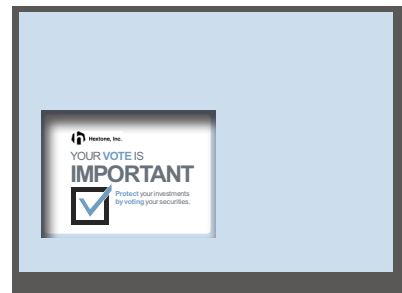 Hextone, Inc.
YOUR VOTE IS
IMPORTANT
Protect your investments
by voting your securities.